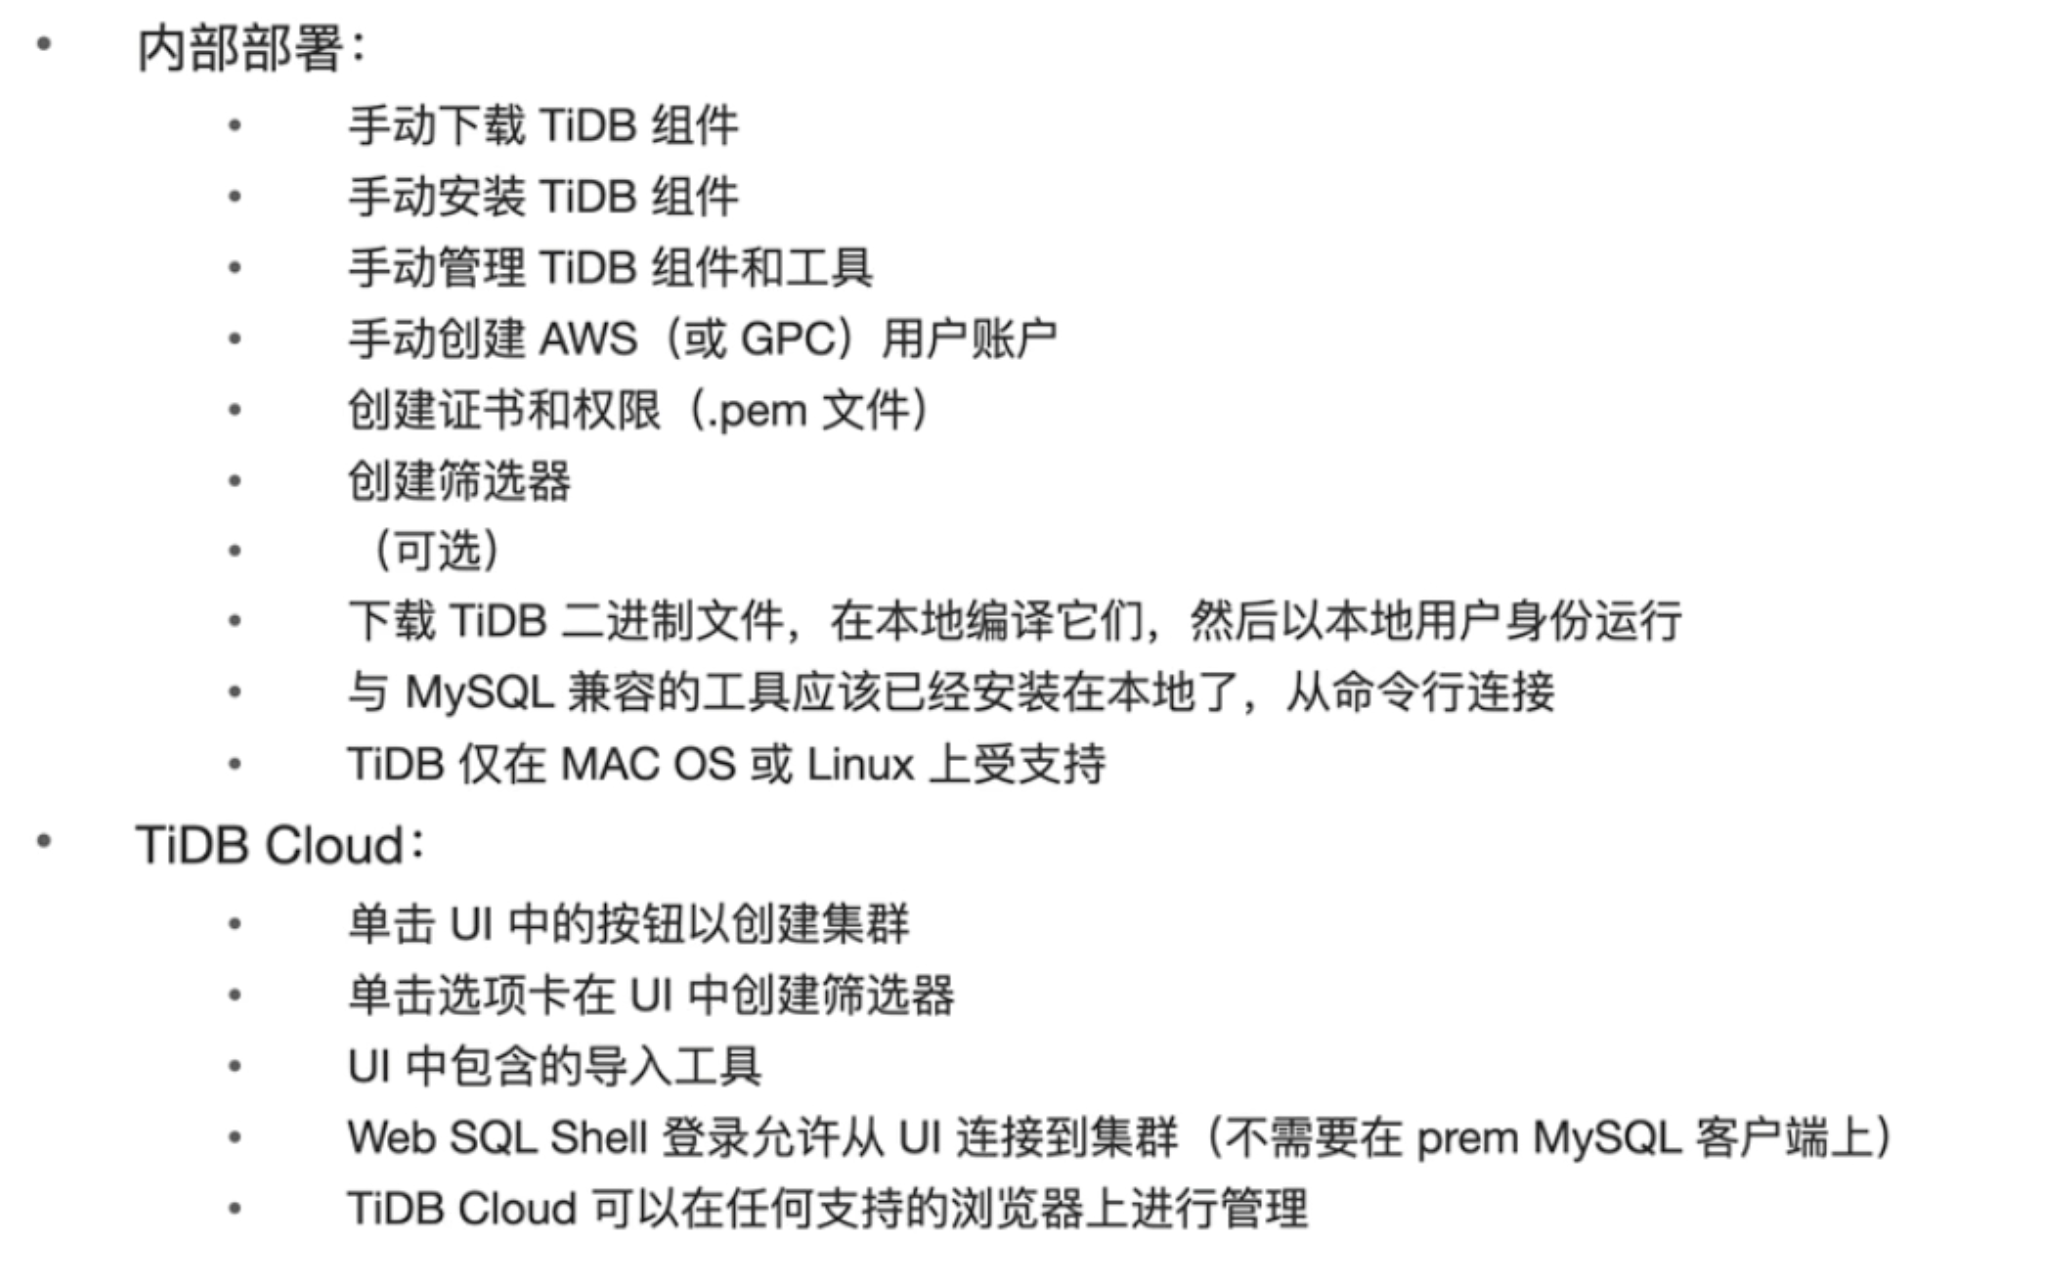 • 内部部署：
• 手动下载 TiDB 组件
• 手动安装 TiDB 组件
• 手动管理 TiDB 组件和工具
• 手动创建 AWS（或 GPC）用户账户
• 创建证书和权限（.pem 文件）
• 创建筛选器
• （可选）
• 下载 TiDB 二进制文件，在本地编译它们，然后以本地用户身份运行
• 与 MySQL 兼容的工具应该已经安装在本地了，从命令行连接
• TiDB 仅在 MAC OS 或 Linux 上受支持
• TiDB Cloud：
• 单击 UI 中的按钮以创建集群
• 单击选项卡在 UI 中创建筛选器
• UI 中包含的导入工具
• Web SQL Shell 登录允许从 UI 连接到集群（不需要在 prem MySQL 客户端上）
• TiDB Cloud 可以在任何支持的浏览器上进行管理